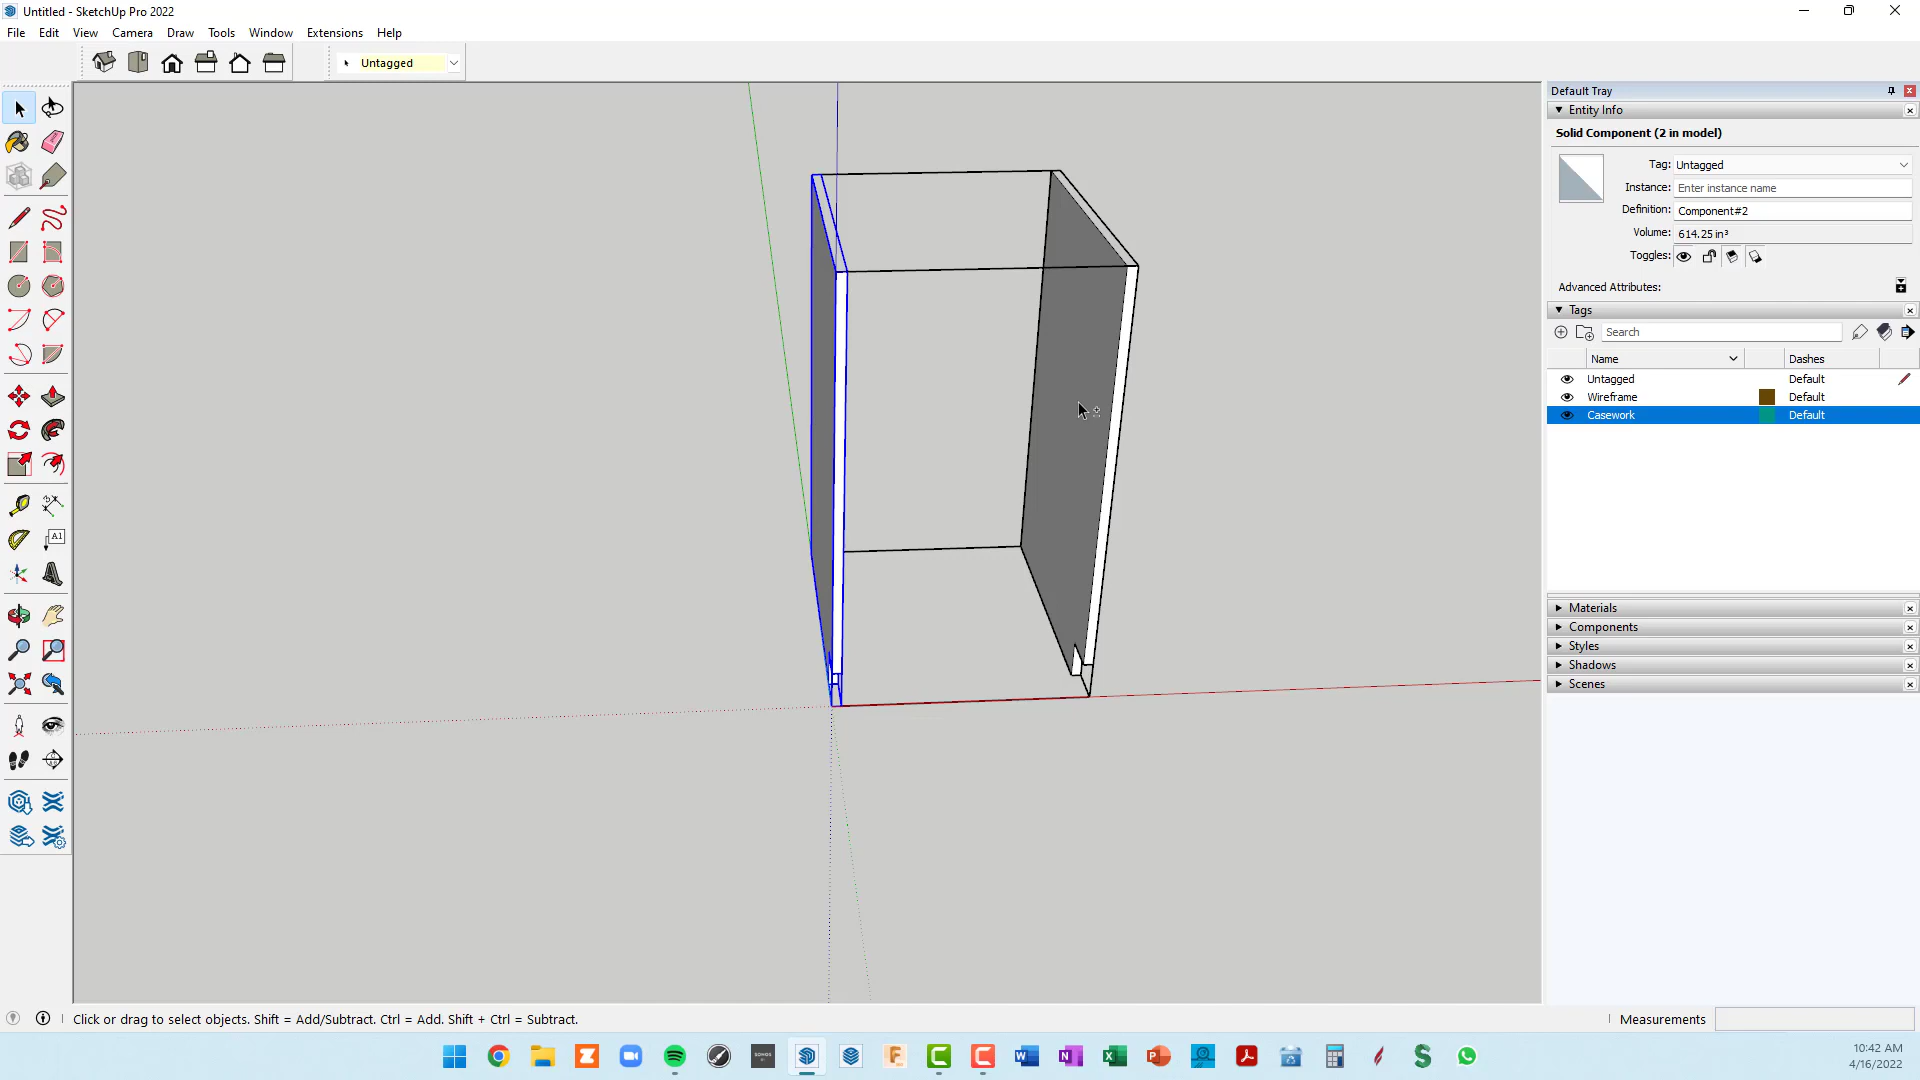 Untitled - SketchUp Pro 2022
File Edit View Camera Draw Tools Window Extensions Help
Untagged
Default Tray
Entity Info
Solid Component (2 in model)
Tag: Untagged
Instance: Enter instance name
Definition: Component#2
Volume: 614.25 in³
Toggles:
Advanced Attributes:
Tags
Search
Name Dashes
Untagged Default
Wireframe Default
Casework Default
Materials
Components
Styles
Shadows
Scenes
A1
Click or drag to select objects. Shift = Add/Subtract. Ctrl = Add. Shift + Ctrl = Subtract.
Measurements
SONOS
10:42 AM
4/16/2022